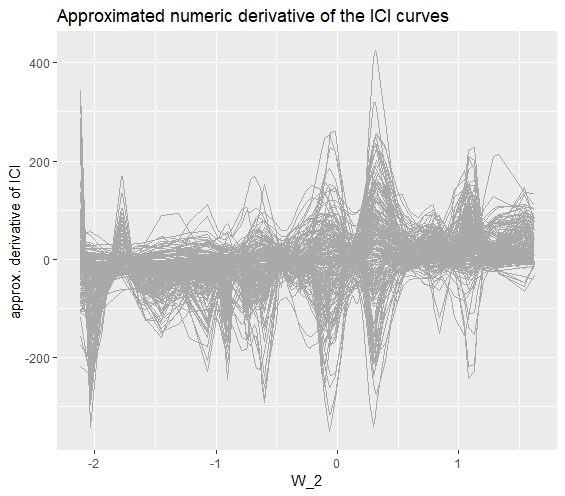 Approximated numeric derivative of the ICI curves
400
200
0
-200
approx. derivative of ICI
-2
-1
0
1
W_2